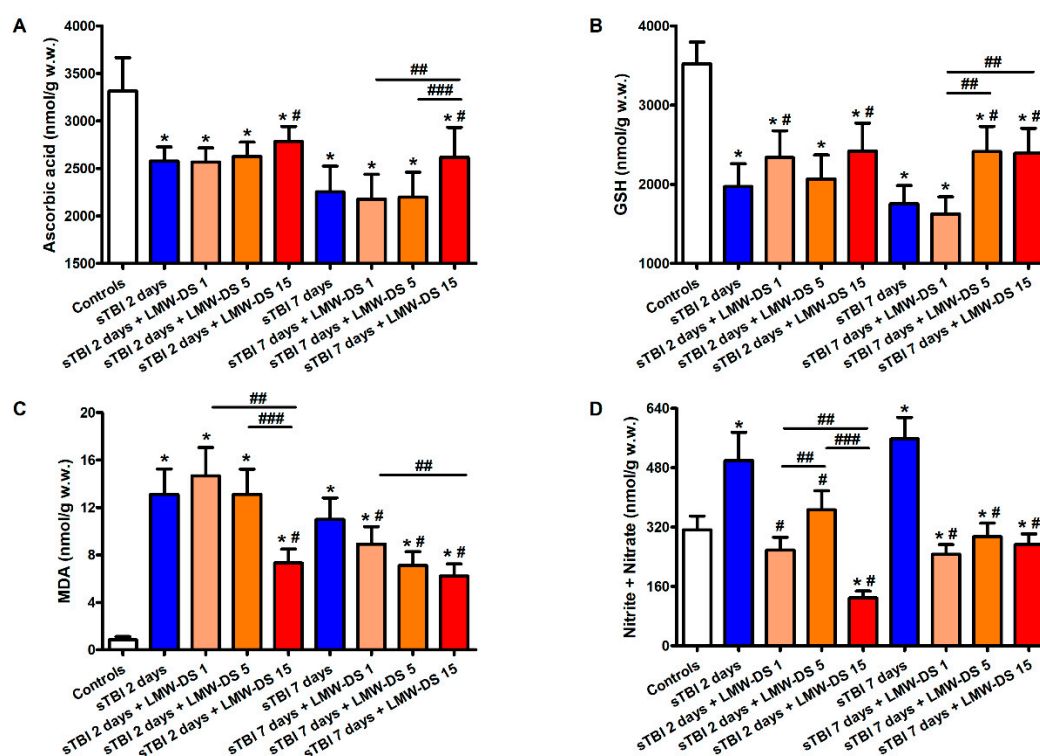 A
Ascorbic acid (nmol/g w.w.)
4000
3500
3000
2500
2000
1500
*
*
*
* #
*
*
*
* #
##
###
Controls
sTBI 2 days
sTBI 2 days + LMW-DS 1
sTBI 2 days + LMW-DS 5
sTBI 2 days + LMW-DS 15
sTBI 7 days
sTBI 7 days + LMW-DS 1
sTBI 7 days + LMW-DS 5
sTBI 7 days + LMW-DS 15
B
GSH (nmol/g w.w.)
4000
3000
2000
1000
*
* #
*
* #
*
*
* #
* #
##
##
Controls
sTBI 2 days
sTBI 2 days + LMW-DS 1
sTBI 2 days + LMW-DS 5
sTBI 2 days + LMW-DS 15
sTBI 7 days
sTBI 7 days + LMW-DS 1
sTBI 7 days + LMW-DS 5
sTBI 7 days + LMW-DS 15
C
MDA (nmol/g w.w.)
20
16
12
8
4
0
*
*
*
* #
*
* #
* #
* #
##
###
##
Controls
sTBI 2 days
sTBI 2 days + LMW-DS 1
sTBI 2 days + LMW-DS 5
sTBI 2 days + LMW-DS 15
sTBI 7 days
sTBI 7 days + LMW-DS 1
sTBI 7 days + LMW-DS 5
sTBI 7 days + LMW-DS 15
D
Nitrite + Nitrate (nmol/g w.w.)
640
480
320
160
0
*
#
#
* #
*
* #
* #
* #
##
##
###
Controls
sTBI 2 days
sTBI 2 days + LMW-DS 1
sTBI 2 days + LMW-DS 5
sTBI 2 days + LMW-DS 15
sTBI 7 days
sTBI 7 days + LMW-DS 1
sTBI 7 days + LMW-DS 5
sTBI 7 days + LMW-DS 15